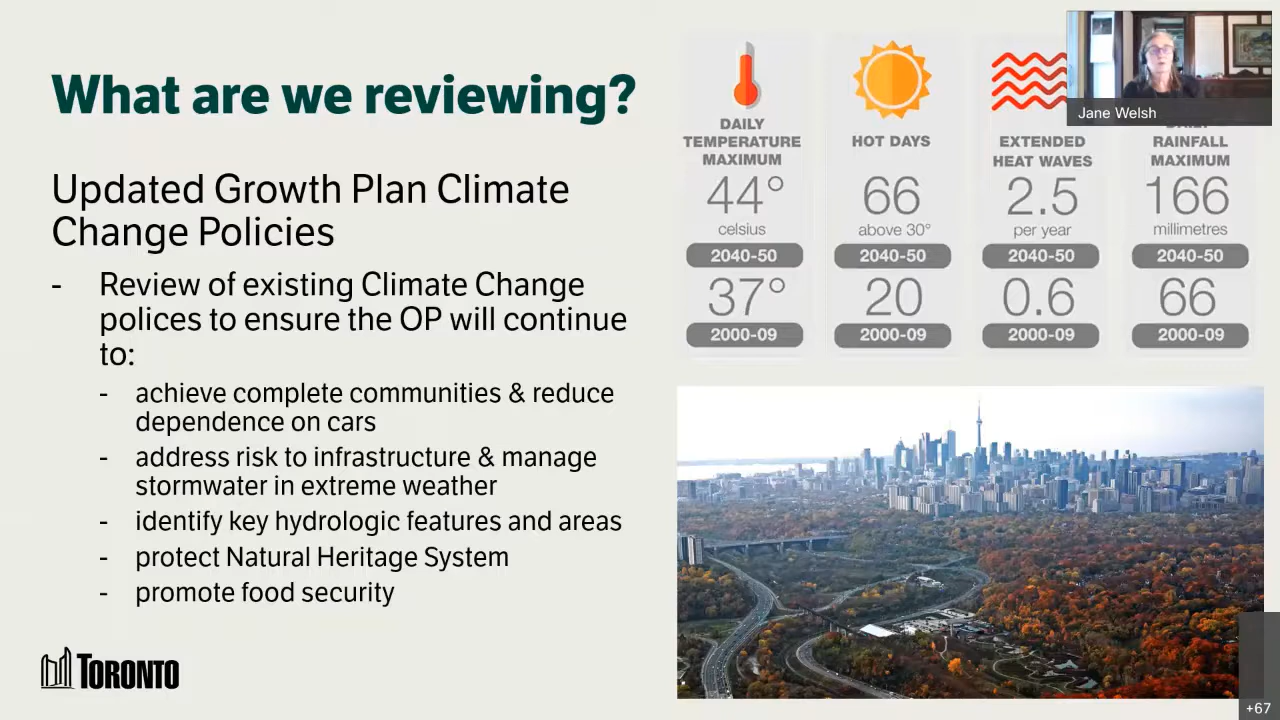 What are we reviewing?
Updated Growth Plan Climate
Change Policies
- Review of existing Climate Change
polices to ensure the OP will continue
to:
- achieve complete communities & reduce
dependence on cars
- address risk to infrastructure & manage
stormwater in extreme weather
- identify key hydrologic features and areas
- protect Natural Heritage System
- promote food security
TORONTO
DAILY
TEMPERATURE
MAXIMUM
44°
celsius
2040-50
37°
2000-09
HOT DAYS
66
above 30°
2040-50
20
2000-09
EXTENDED
HEAT WAVES
2.5
per year
2040-50
0.6
2000-09
DAILY
RAINFALL
MAXIMUM
166
millimetres
2040-50
66
2000-09
Jane Welsh
+67